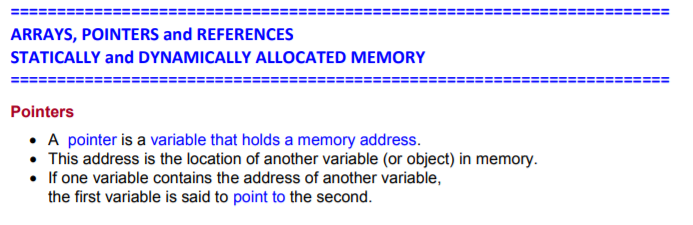 =======================================================================
ARRAYS, POINTERS and REFERENCES
STATICALLY and DYNAMICALLY ALLOCATED MEMORY
=======================================================================
Pointers
• A pointer is a variable that holds a memory address.
• This address is the location of another variable (or object) in memory.
• If one variable contains the address of another variable,
the first variable is said to point to the second.